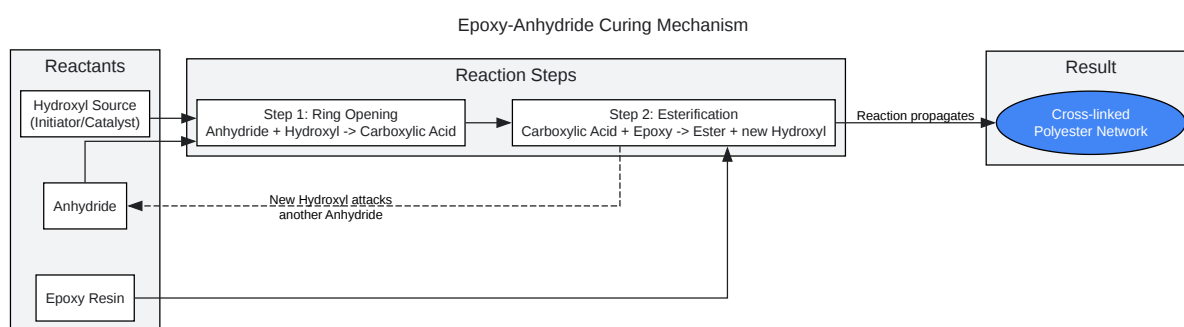 Epoxy-Anhydride Curing Mechanism
Reactants
Hydroxyl Source
(Initiator/Catalyst)
Anhydride
Epoxy Resin
Reaction Steps
Step 1: Ring Opening
Anhydride + Hydroxyl -> Carboxylic Acid
Step 2: Esterification
Carboxylic Acid + Epoxy -> Ester + new Hydroxyl
New Hydroxyl attacks
another Anhydride
Reaction propagates
Result
Cross-linked
Polyester Network